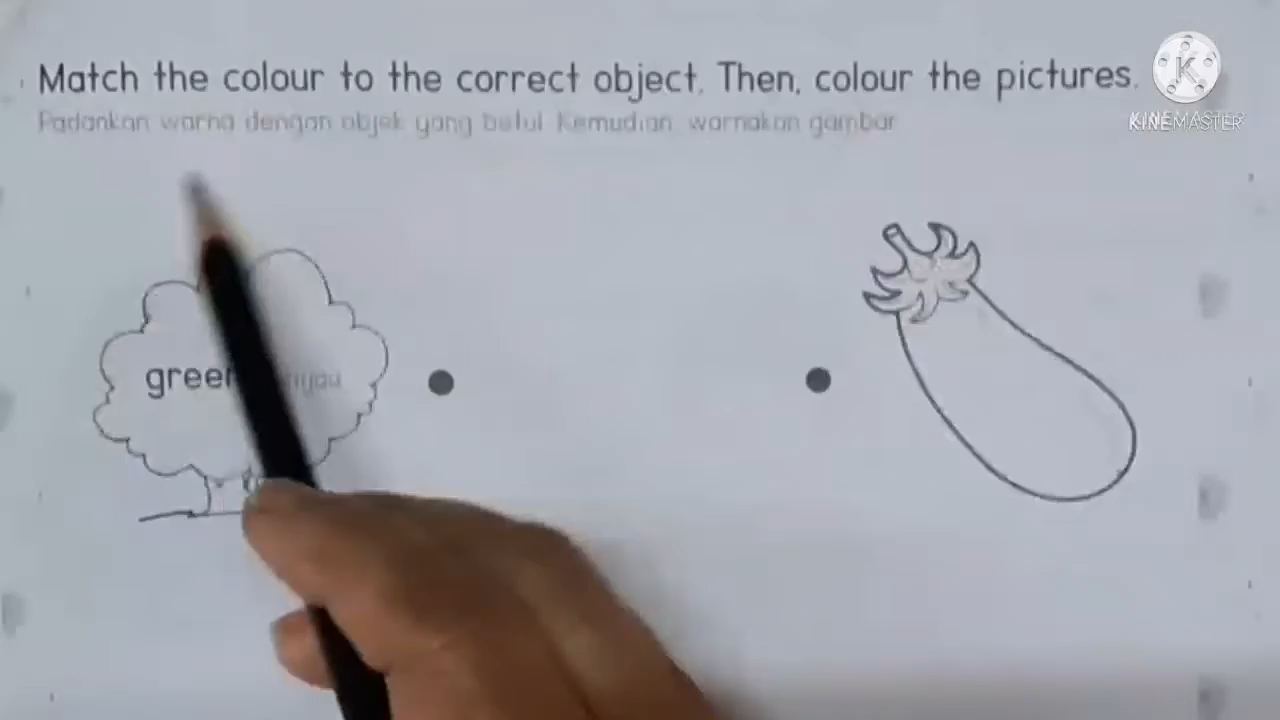 Match the colour to the correct object. Then, colour the pictures.
Padankan warna dengan objek yang betul. Kemudian, warnakan gambar
KINEMASTER